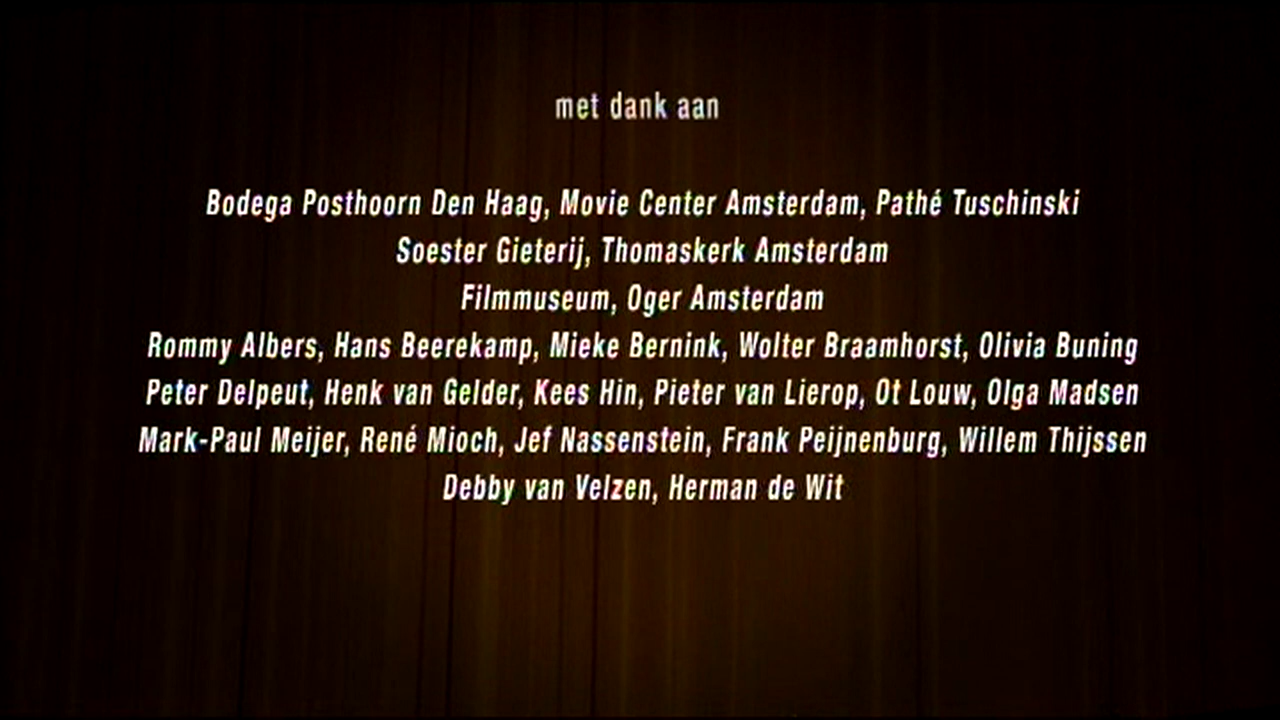 met dank aan
Bodega Posthoorn Den Haag, Movie Center Amsterdam, Pathé Tuschinski
Soester Gieterij, Thomaskerk Amsterdam
Filmmuseum, Oger Amsterdam
Rommy Albers, Hans Beerekamp, Mieke Bernink, Wolter Braamhorst, Olivia Buning
Peter Delpeut, Henk van Gelder, Kees Hin, Pieter van Lierop, Ot Louw, Olga Madsen
Mark-Paul Meijer, René Mioch, Jef Nassenstein, Frank Peijnenburg, Willem Thijssen
Debby van Velzen, Herman de Wit